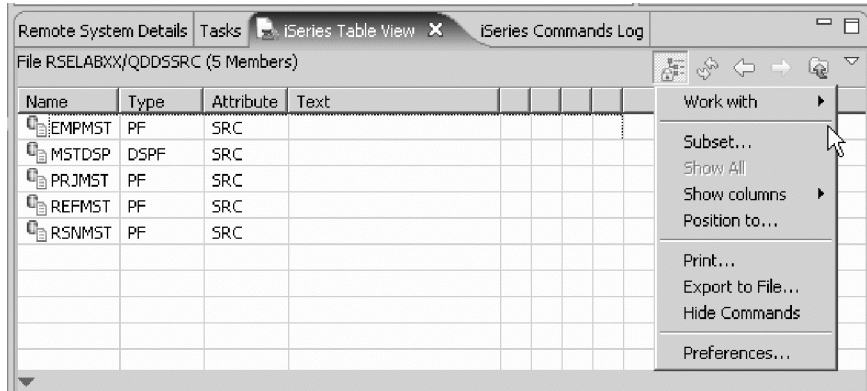 Remote System Details Tasks iSeries Table View iSeries Commands Log
File RSELABXX/QDDSSRC (5 Members)
Name Type Attribute Text
EMPMST PF SRC
MSTDSP DSPF SRC
PRJMST PF SRC
REFMST PF SRC
RSNMST PF SRC
Work with
Subset...
Show All
Show columns
Position to...
Print...
Export to File...
Hide Commands
Preferences...